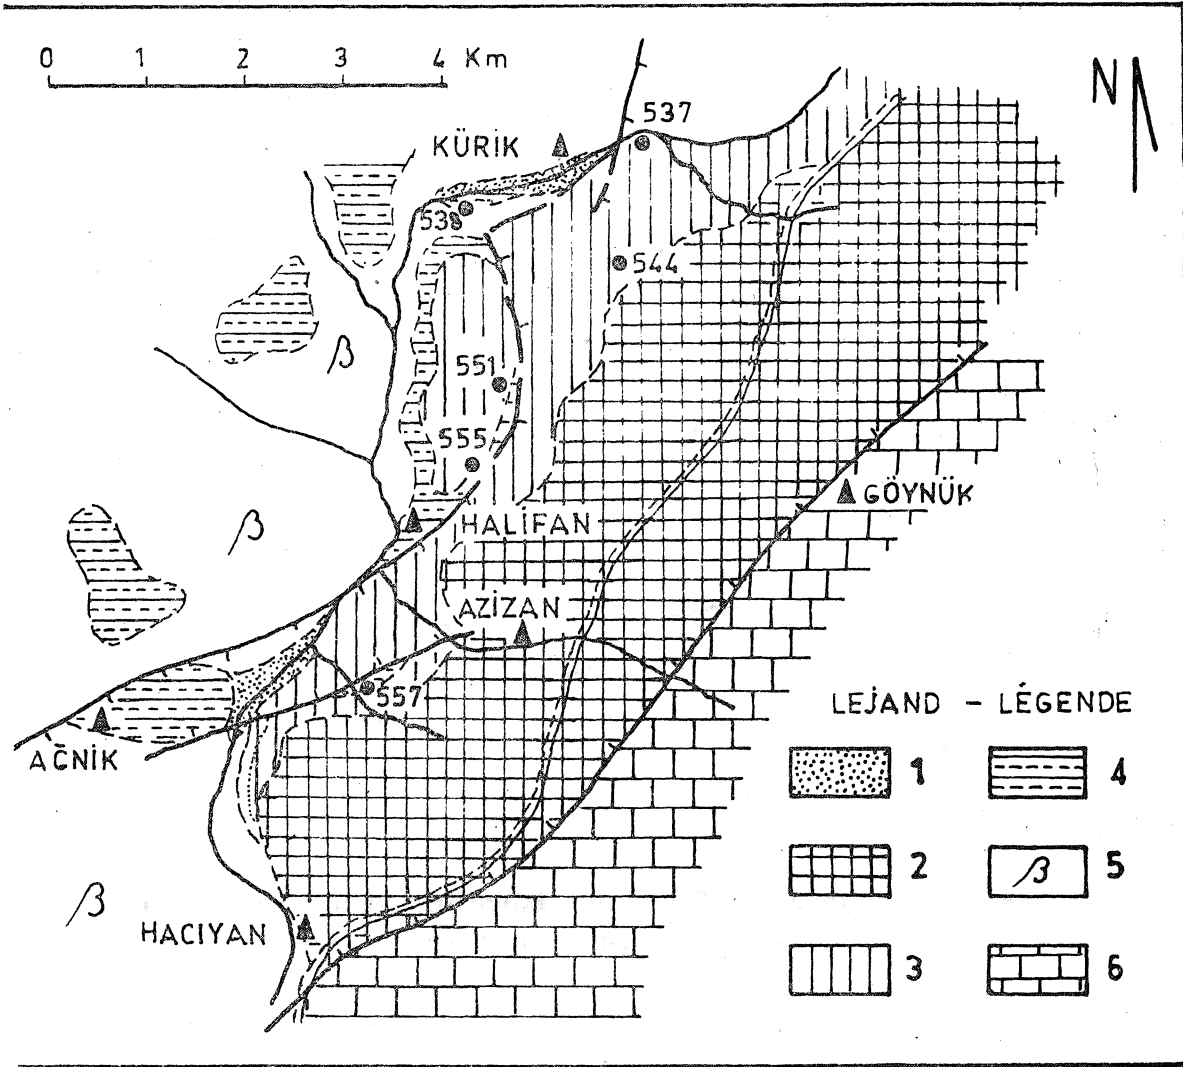 0 1 2 3 4 Km
N
537
KÜRİK
538
544
β
551
555
GÖYNÜK
HALİFAN
β
AZİZAN
557
LEJAND - LÉGENDE
AČNİK
1 4
β
2 β 5
HACIYAN
3 6